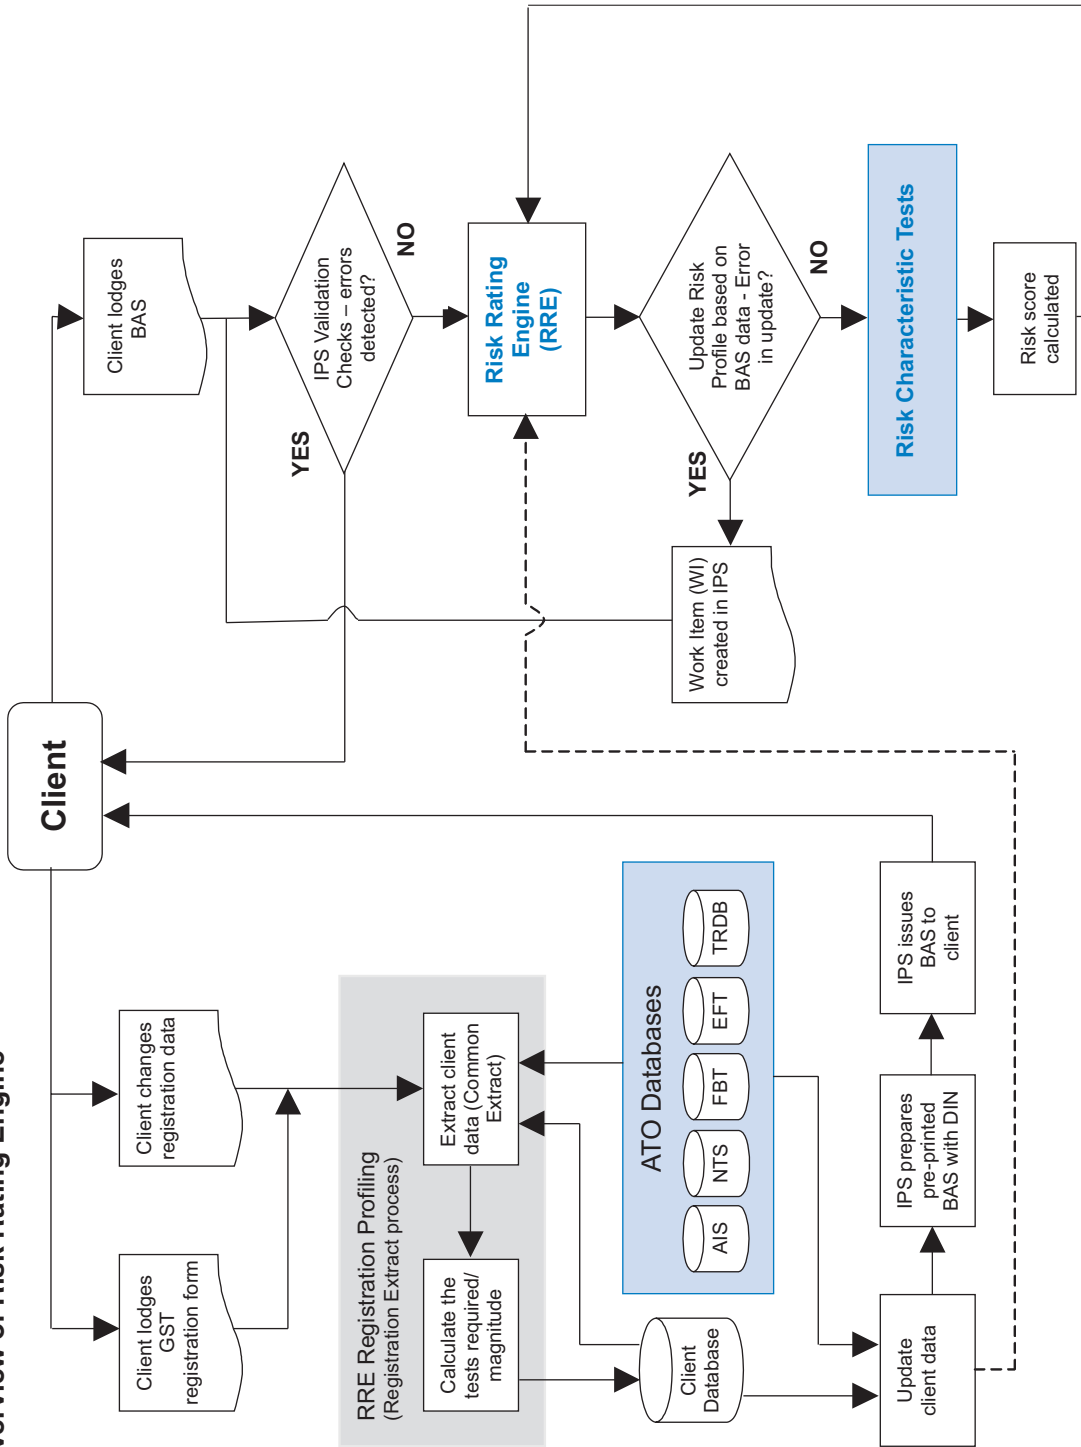 verview of Risk Rating Engine
Client
Client lodges
GST
registration form
Client changes
registration data
Client lodges
BAS
RRE Registration Profiling
(Registration Extract process)
Calculate the
tests required/
magnitude
Extract client
data (Common
Extract)
IPS Validation
Checks – errors
detected?
YES
NO
Risk Rating
Engine
(RRE)
Client
Database
ATO Databases
AIS
NTS
FBT
EFT
TRDB
Work Item (WI)
created in IPS
YES
Update Risk
Profile based on
BAS data - Error
in update?
NO
Update
client data
IPS prepares
pre-printed
BAS with DIN
IPS issues
BAS to
client
Risk Characteristic Tests
Risk score
calculated